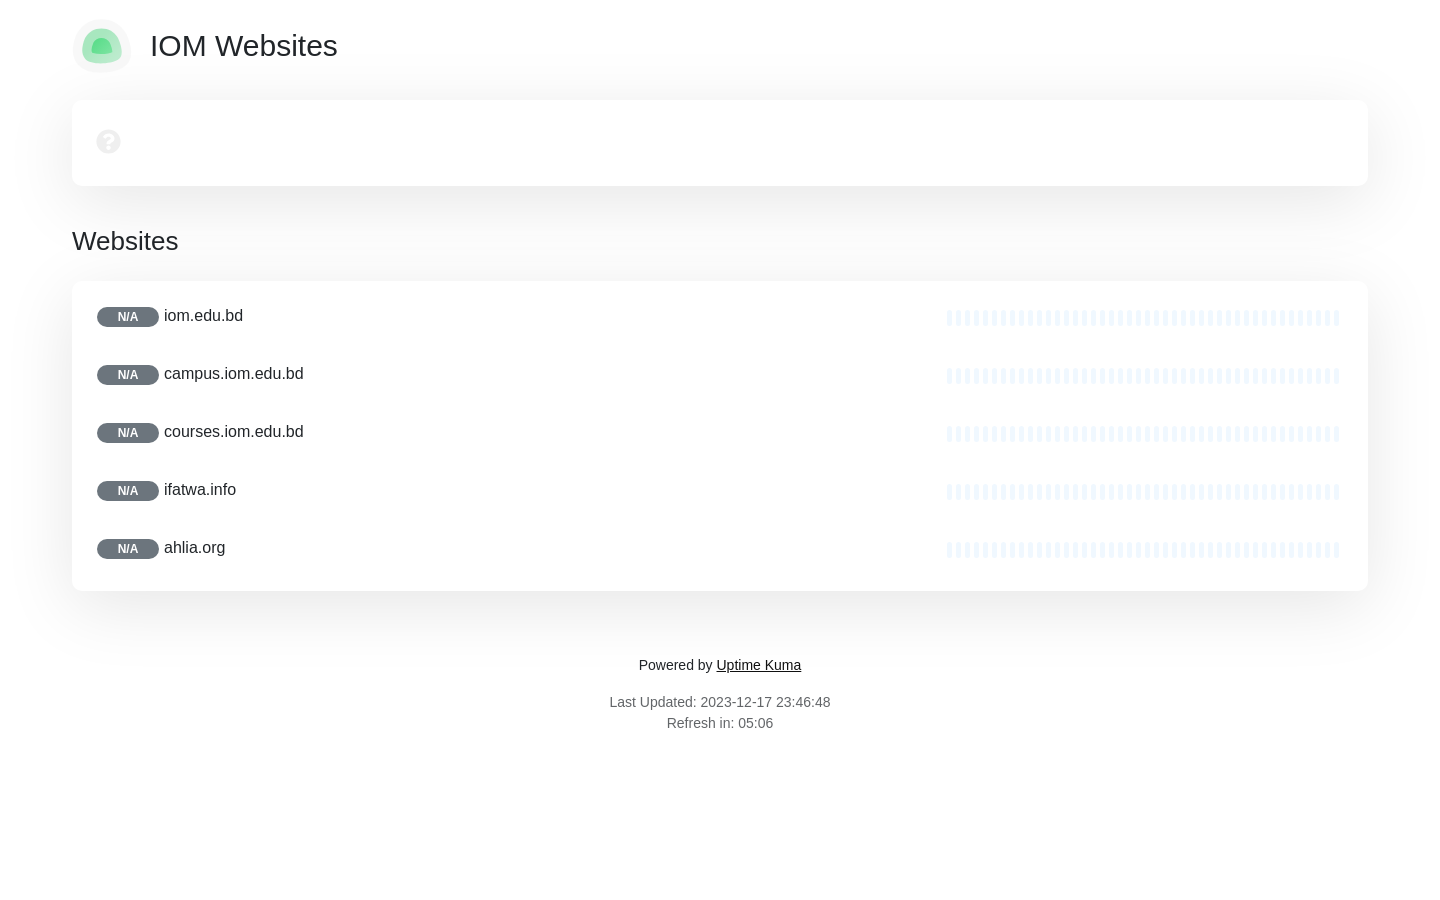 IOM Websites
Websites
N/A iom.edu.bd
N/A campus.iom.edu.bd
N/A courses.iom.edu.bd
N/A ifatwa.info
N/A ahlia.org
Powered by Uptime Kuma
Last Updated: 2023-12-17 23:46:48
Refresh in: 05:06